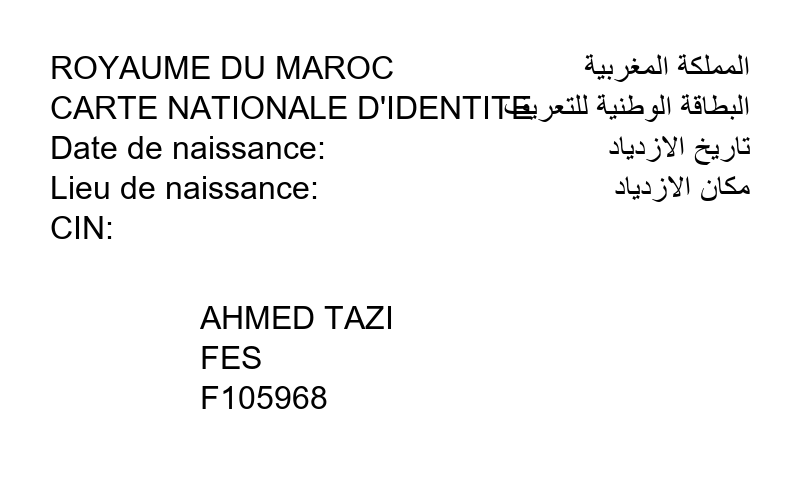 ROYAUME DU MAROC المملكة المغربية
CARTE NATIONALE D'IDENTITE البطاقة الوطنية للتعريف
Date de naissance: تاريخ الازدياد
Lieu de naissance: مكان الازدياد
CIN:
AHMED TAZI
FES
F105968